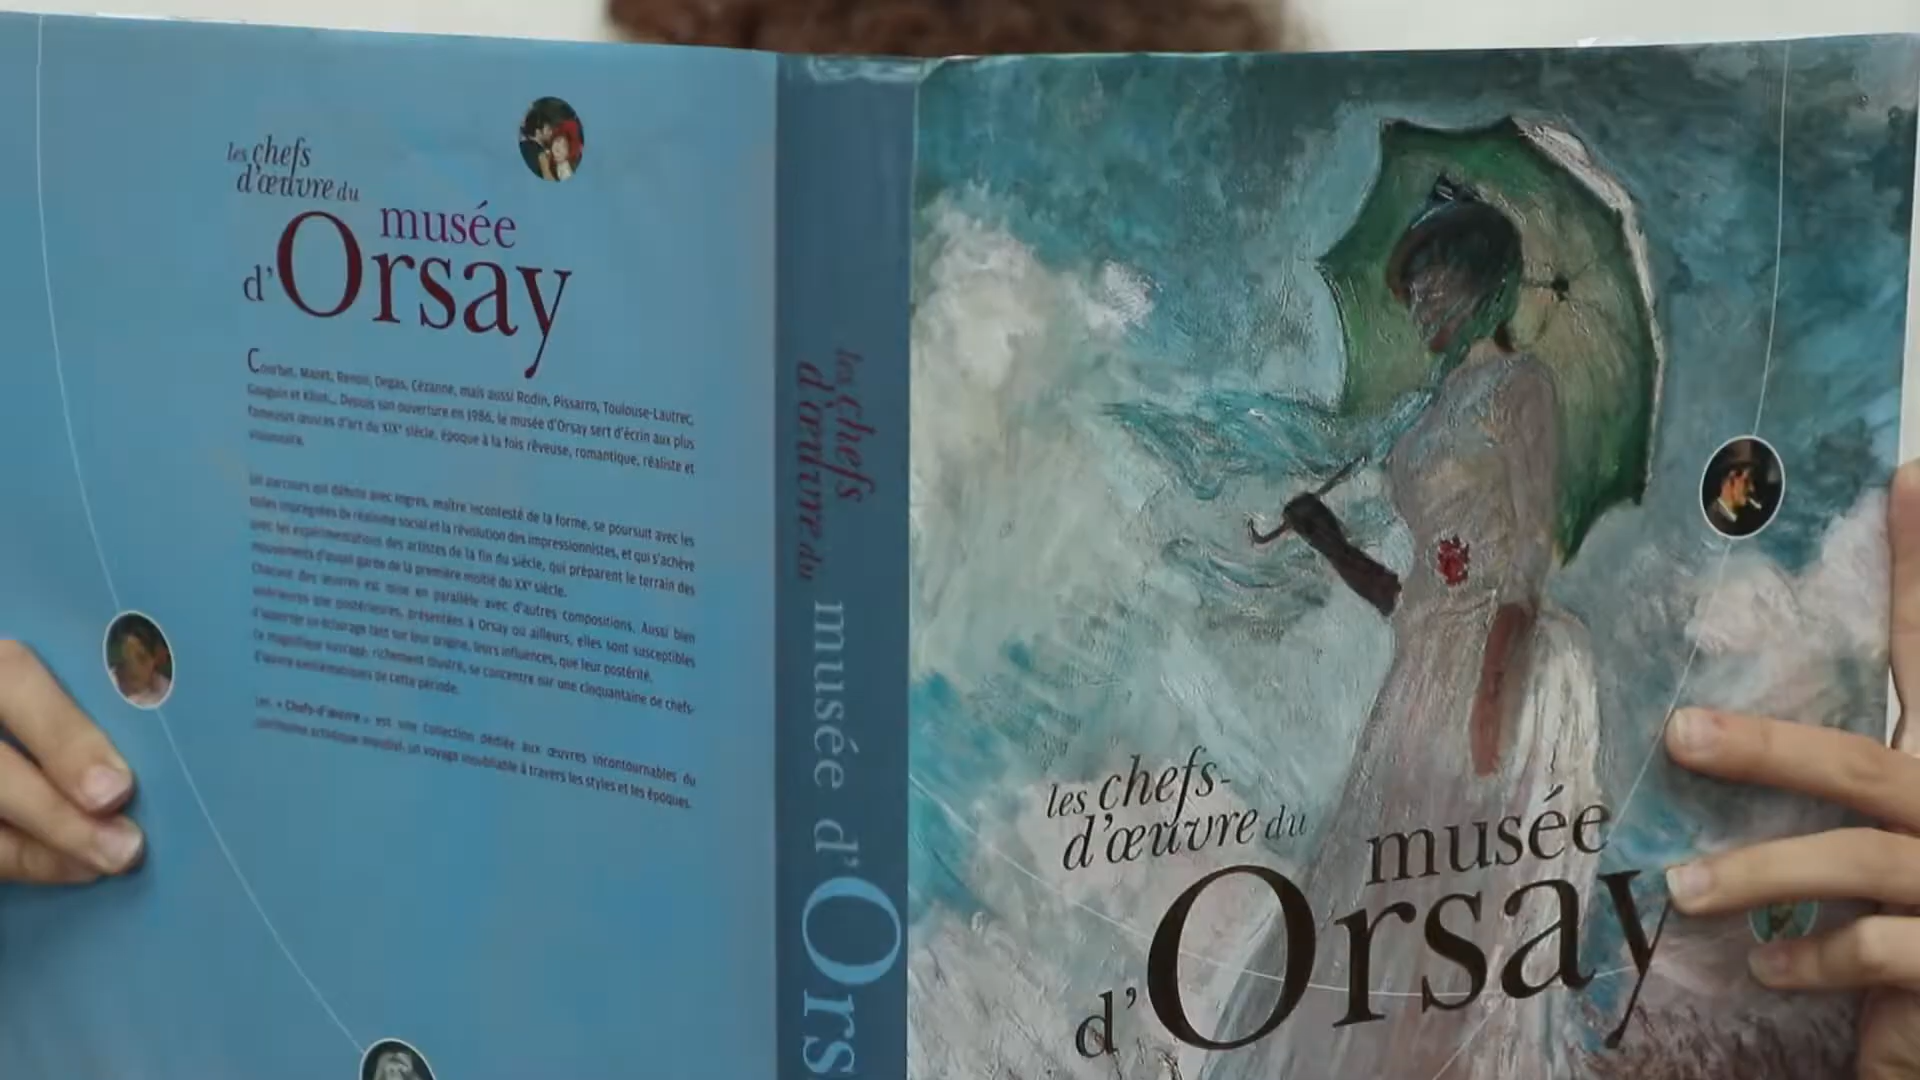 les chefs
d'œuvre du
musée
d'Orsay
Courbet, Manet, Renoir, Degas, Cézanne, mais aussi Rodin, Pissarro, Toulouse-Lautrec,
Gauguin et Klimt... Depuis son ouverture en 1986, le musée d'Orsay sert d'écrin aux plus
fameuses œuvres d'art du XIXe siècle, époque à la fois rêveuse, romantique, réaliste et
visionnaire.
Un parcours qui débute avec Ingres, maître incontesté de la forme, se poursuit avec les
toiles imprégnées de réalisme social et la révolution des impressionnistes, et qui s'achève
avec les expérimentations des artistes de la fin du siècle, qui préparent le terrain des
mouvements d'avant-garde de la première moitié du XXe siècle.
Chacune des œuvres est mise en parallèle avec d'autres compositions. Aussi bien
antérieures que postérieures, présentées à Orsay ou ailleurs, elles sont susceptibles
d'apporter un éclairage tant sur leur origine, leurs influences, que leur postérité.
Ce magnifique ouvrage, richement illustré, se concentre sur une cinquantaine de chefs-
d'œuvre emblématiques de cette période.
Les « Chefs-d'œuvre » est une collection dédiée aux œuvres incontournables du
patrimoine artistique mondial, un voyage inoubliable à travers les styles et les époques.
les chefs
d'œuvre du
musée d'Ors
les chefs-
d'œuvre du
musée
d'Orsay